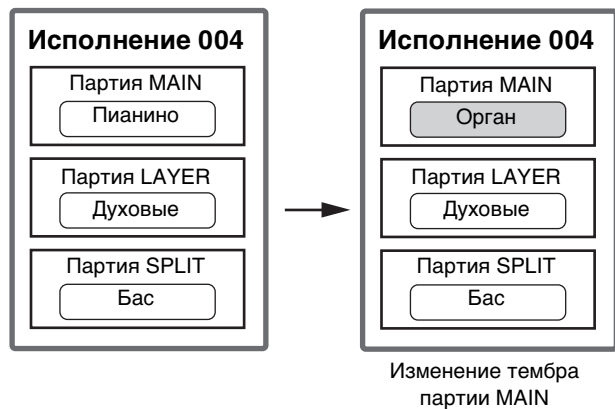 Исполнение 004
Партия MAIN
Пианино
Партия LAYER
Духовые
Партия SPLIT
Бас
Исполнение 004
Партия MAIN
Орган
Партия LAYER
Духовые
Партия SPLIT
Бас
Изменение тембра
партии MAIN